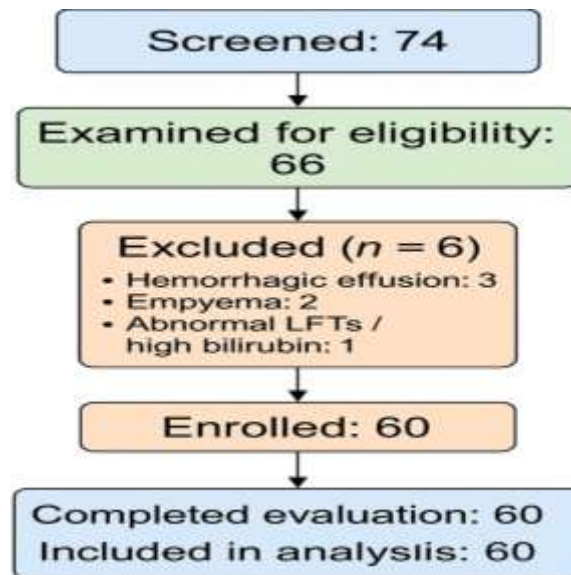 Screened: 74
Examined for eligibility:
66
Excluded (n = 6)
• Hemorrhagic effusion: 3
• Empyema: 2
• Abnormal LFTs /
high bilirubin: 1
Enrolled: 60
Completed evaluation: 60
Included in analyslis: 60